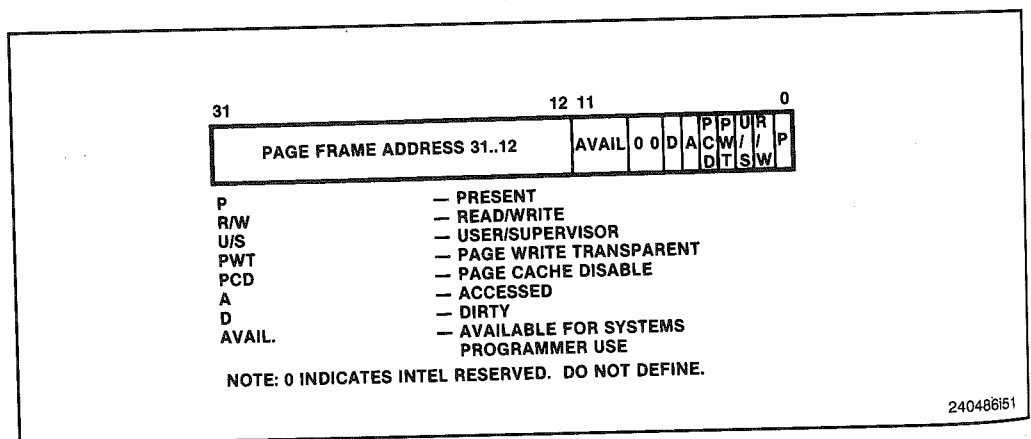 31 12 11 0
PAGE FRAME ADDRESS 31..12 AVAIL 0 0 D A PCD PWT U/S R/W P
P — PRESENT
R/W — READ/WRITE
U/S — USER/SUPERVISOR
PWT — PAGE WRITE TRANSPARENT
PCD — PAGE CACHE DISABLE
A — ACCESSED
D — DIRTY
AVAIL. — AVAILABLE FOR SYSTEMS
PROGRAMMER USE
NOTE: 0 INDICATES INTEL RESERVED. DO NOT DEFINE.
240486i51